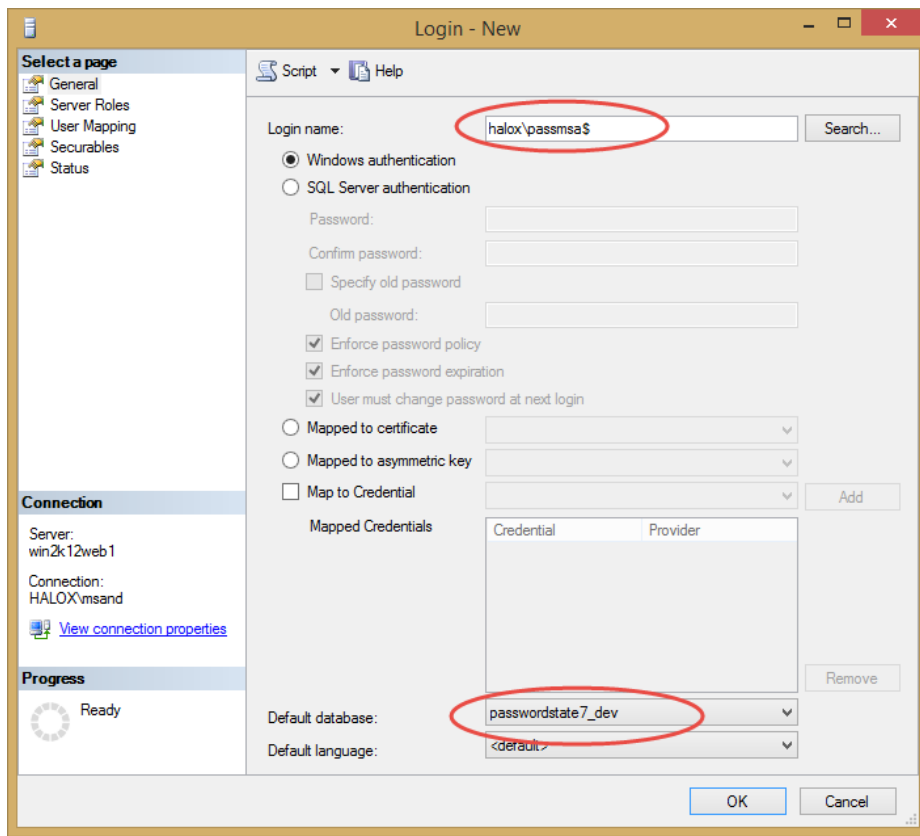 Login - New
Select a page
General
Server Roles
User Mapping
Securables
Status
Connection
Server:
win2k12web1
Connection:
HALOX\msand
View connection properties
Progress
Ready
Script
Help
Login name:
halox\passmsa$
Search...
Windows authentication
SQL Server authentication
Password:
Confirm password:
Specify old password
Old password:
Enforce password policy
Enforce password expiration
User must change password at next login
Mapped to certificate
Mapped to asymmetric key
Map to Credential
Add
Mapped Credentials
Credential
Provider
Remove
Default database:
passwordstate7_dev
Default language:
<default>
OK
Cancel